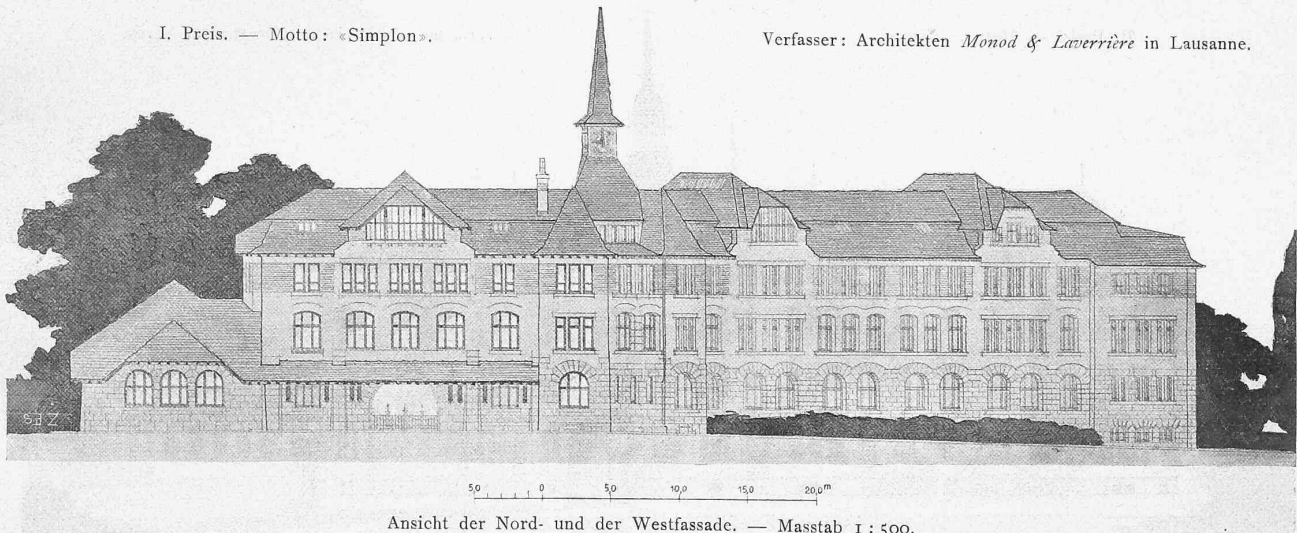 I. Preis. — Motto: «Simplon».
Verfasser: Architekten Monod & Laverrière in Lausanne.
5,0 0 5,0 10,0 15,0 20,0 m
Ansicht der Nord- und der Westfassade. — Masstab 1 : 500.